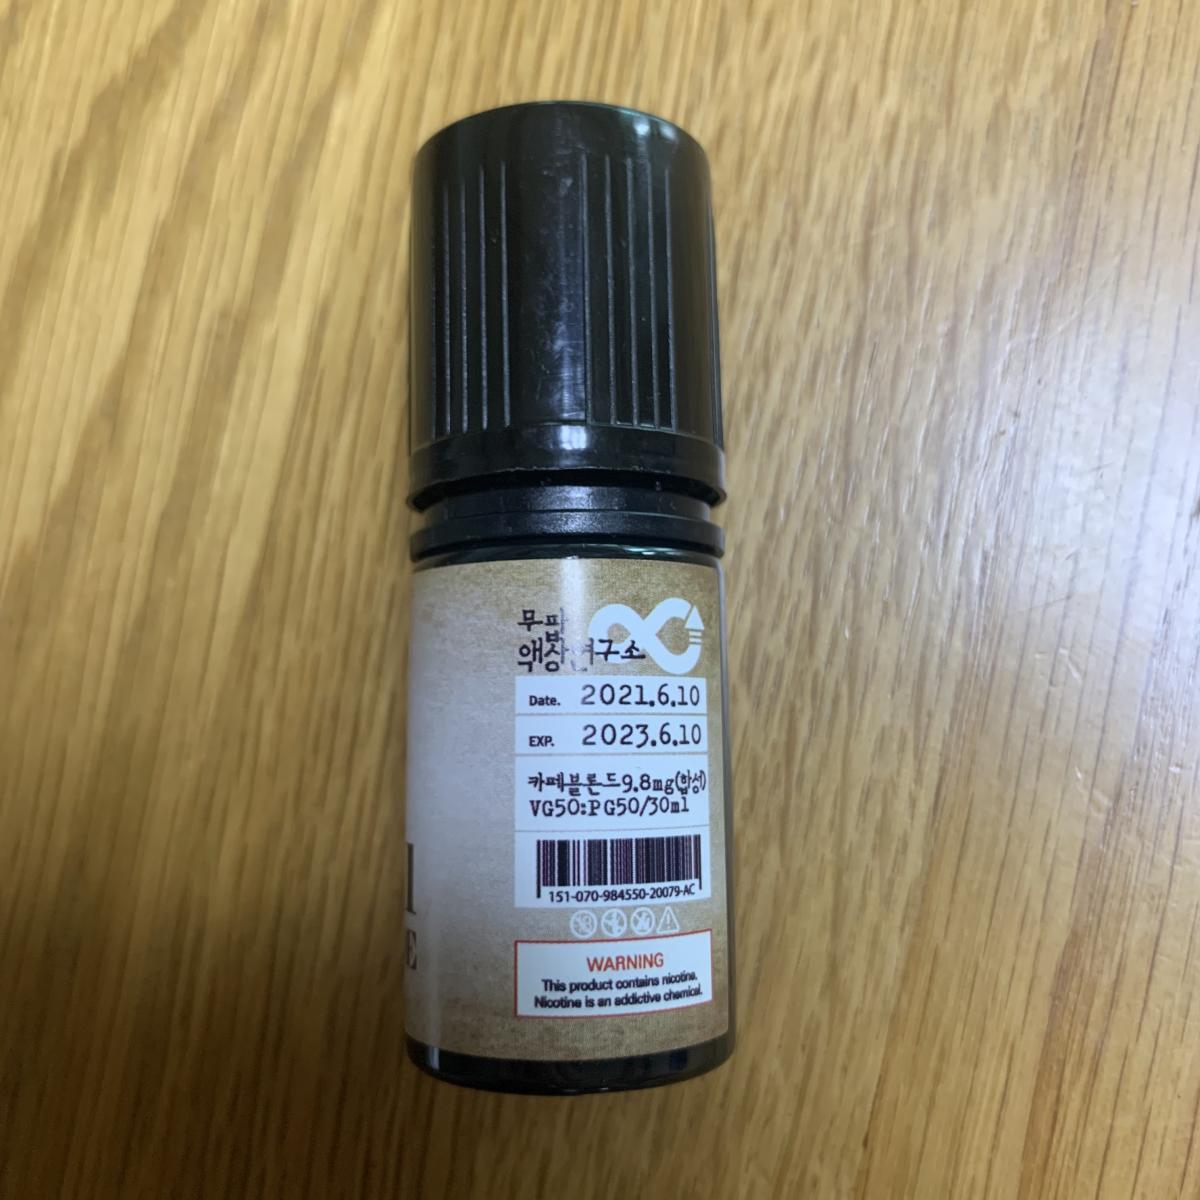 무파
액상연구소
Date. 2021.6.10
EXP. 2023.6.10
카페블론드9.8mg(합성)
VG50:PG50/30ml
151-070-984550-20079-AC
WARNING
This product contains nicotine.
Nicotine is an addictive chemical.